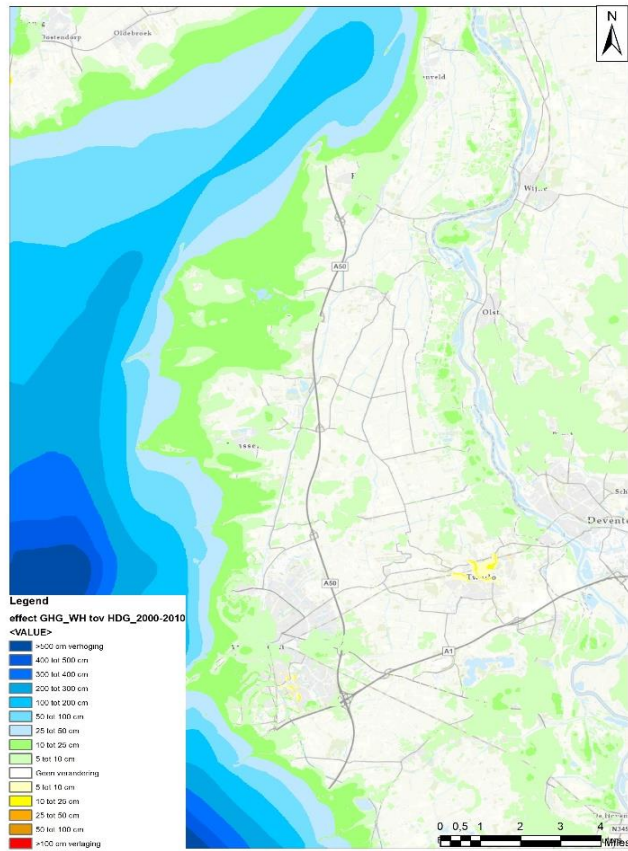 N
Oldebroek
Wijhe
A50
Olst
Devente
A50
A1
N345
Legend
effect GHG_WH tov HDG_2000-2010
<VALUE>
>500 cm verhoging
400 tot 500 cm
300 tot 400 cm
200 tot 300 cm
100 tot 200 cm
50 tot 100 cm
25 tot 50 cm
10 tot 25 cm
5 tot 10 cm
Geen verandering
5 tot 10 cm
10 tot 25 cm
25 tot 50 cm
50 tot 100 cm
>100 cm verlaging
0 0,5 1 2 3 4
Miles